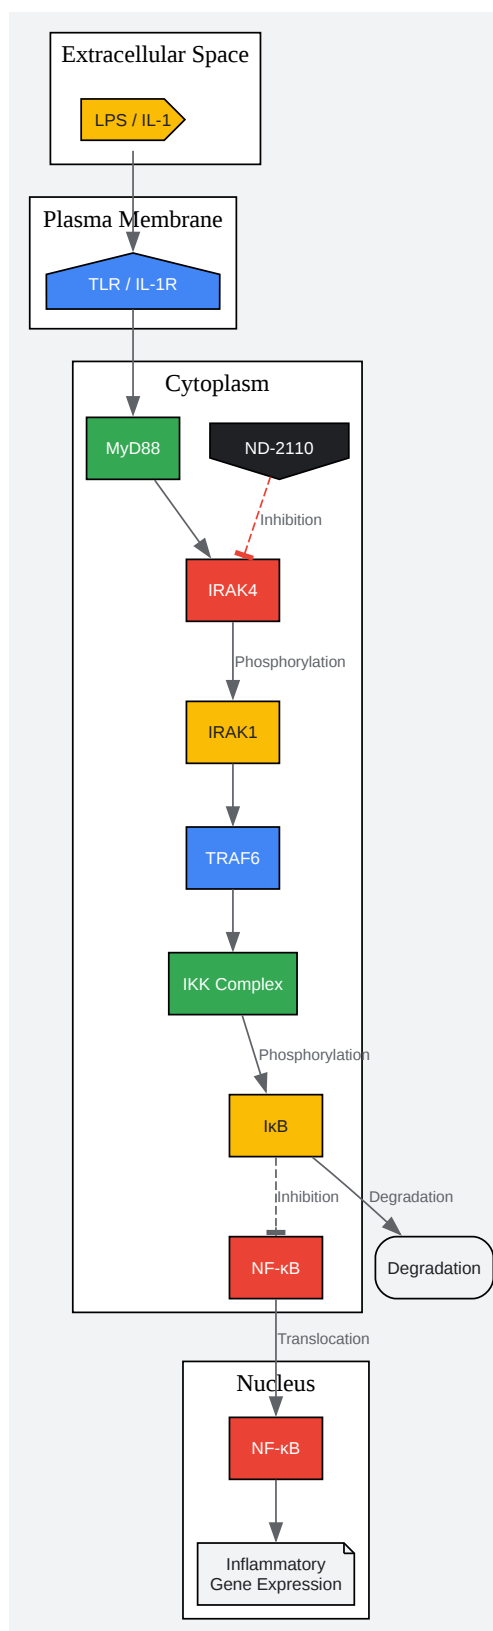 Extracellular Space
LPS / IL-1
Plasma Membrane
TLR / IL-1R
Cytoplasm
MyD88
ND-2110
Inhibition
IRAK4
Phosphorylation
IRAK1
TRAF6
IKK Complex
Phosphorylation
IκB
Inhibition
Degradation
NF-κB
Degradation
Translocation
Nucleus
NF-κB
Inflammatory
Gene Expression